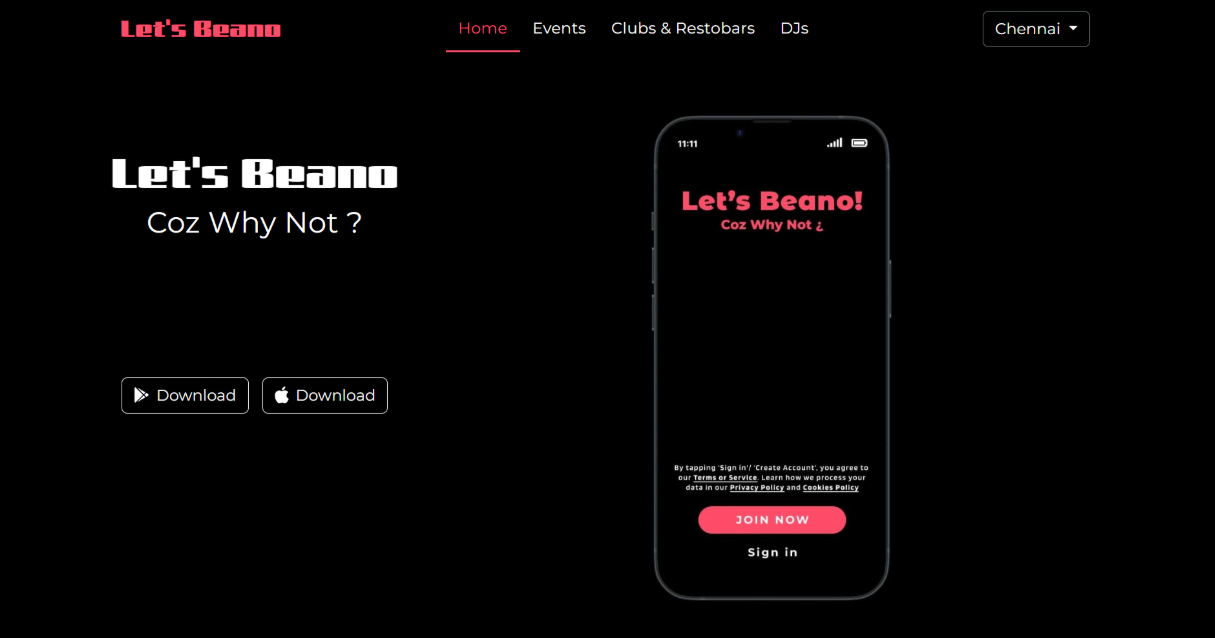 Let's Beano
Home
Events
Clubs & Restobars
DJs
Chennai
Let's Beano
Coz Why Not ?
Download
Download
11:11
Let's Beano!
Coz Why Not ¿
By tapping 'Sign in'/ 'Create Account', you agree to
our Terms or Service. Learn how we process your
data in our Privacy Policy and Cookies Policy
JOIN NOW
Sign in